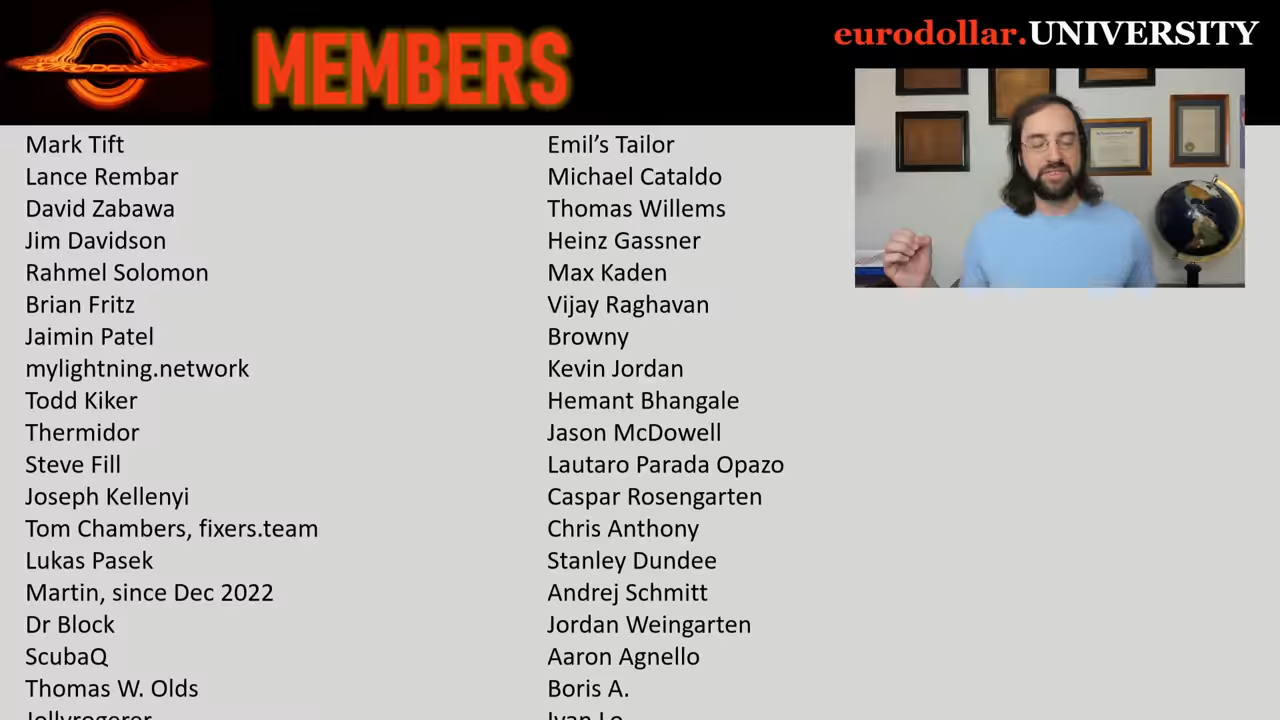 MEMBERS
eurodollar.UNIVERSITY
Mark Tift
Lance Rembar
David Zabawa
Jim Davidson
Rahmel Solomon
Brian Fritz
Jaimin Patel
mylightning.network
Todd Kiker
Thermidor
Steve Fill
Joseph Kellenyi
Tom Chambers, fixers.team
Lukas Pasek
Martin, since Dec 2022
Dr Block
ScubaQ
Thomas W. Olds
Jollyrogerer
Emil’s Tailor
Michael Cataldo
Thomas Willems
Heinz Gassner
Max Kaden
Vijay Raghavan
Browny
Kevin Jordan
Hemant Bhangale
Jason McDowell
Lautaro Parada Opazo
Caspar Rosengarten
Chris Anthony
Stanley Dundee
Andrej Schmitt
Jordan Weingarten
Aaron Agnello
Boris A.